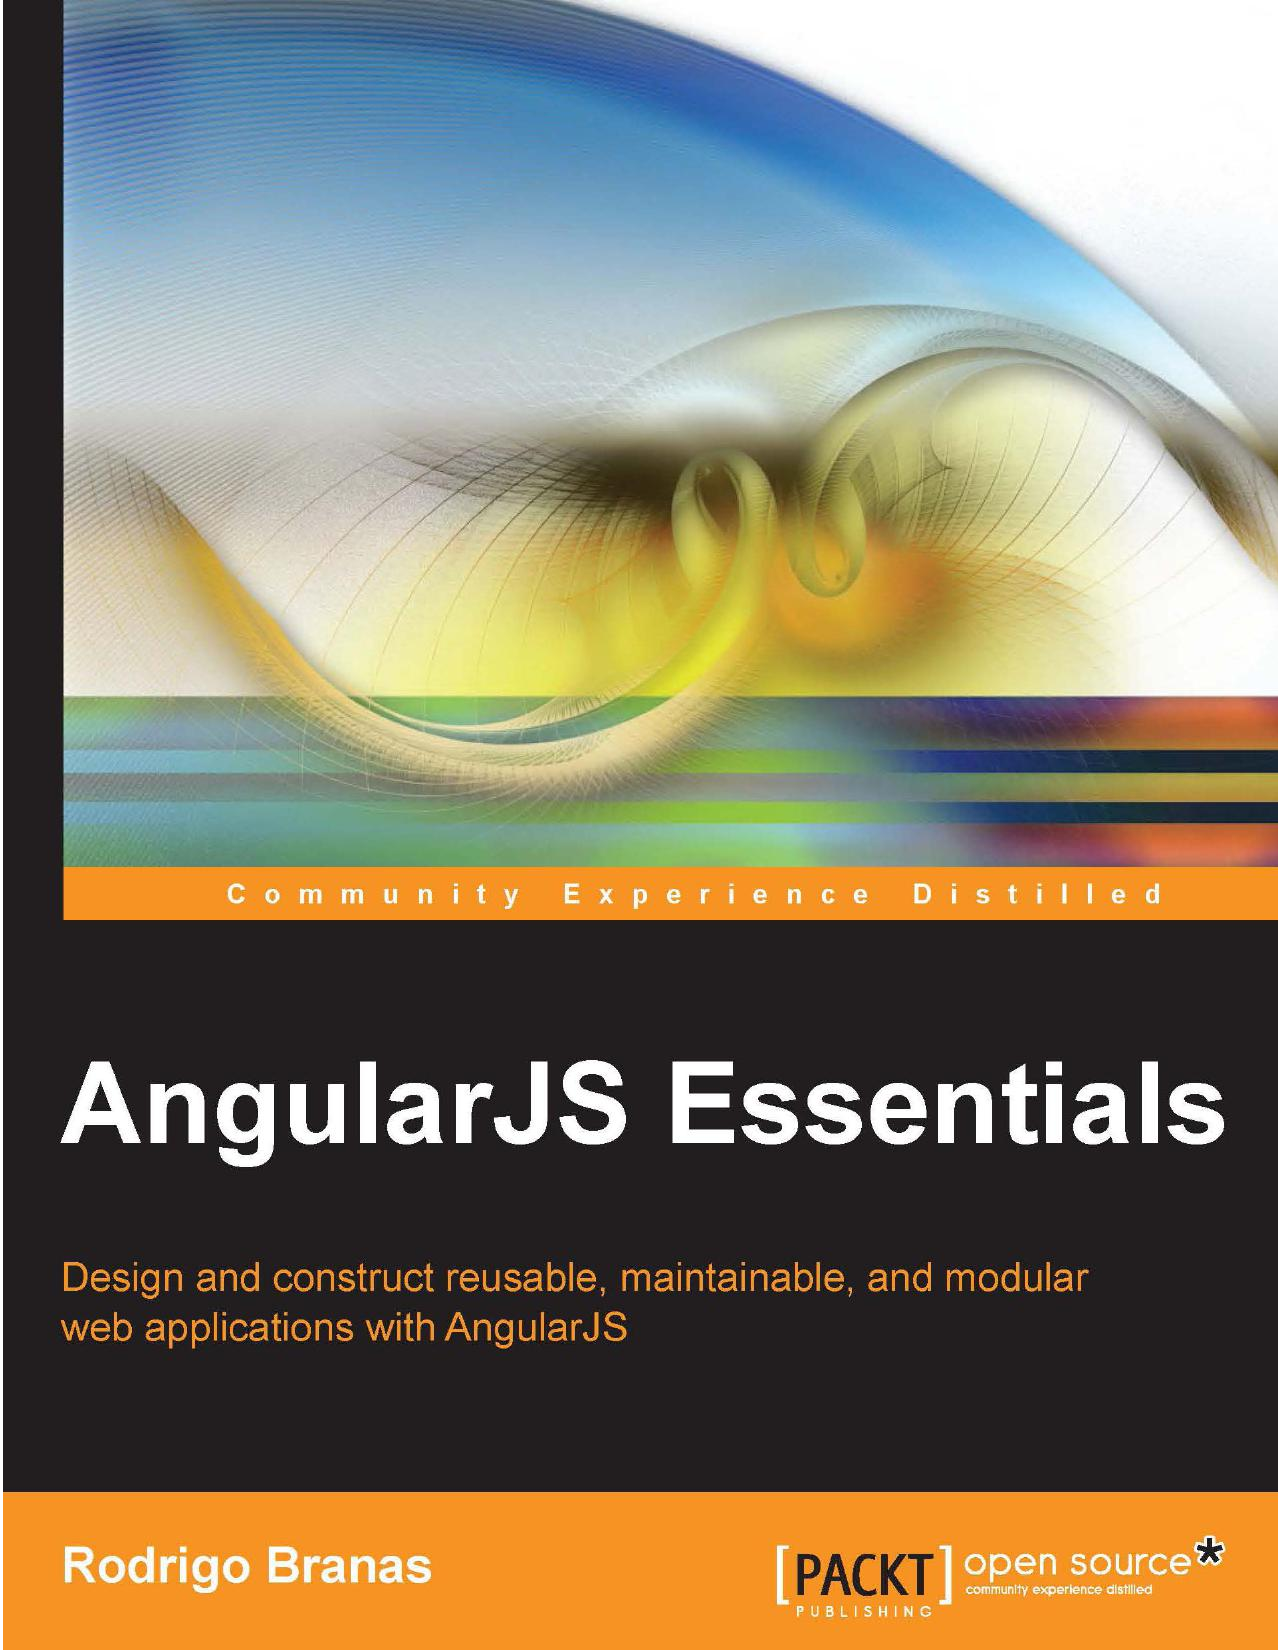 Community Experience Distilled
AngularJS Essentials
Design and construct reusable, maintainable, and modular
web applications with AngularJS
Rodrigo Branas
[PACKT] open source*
community experience distilled
PUBLISHING